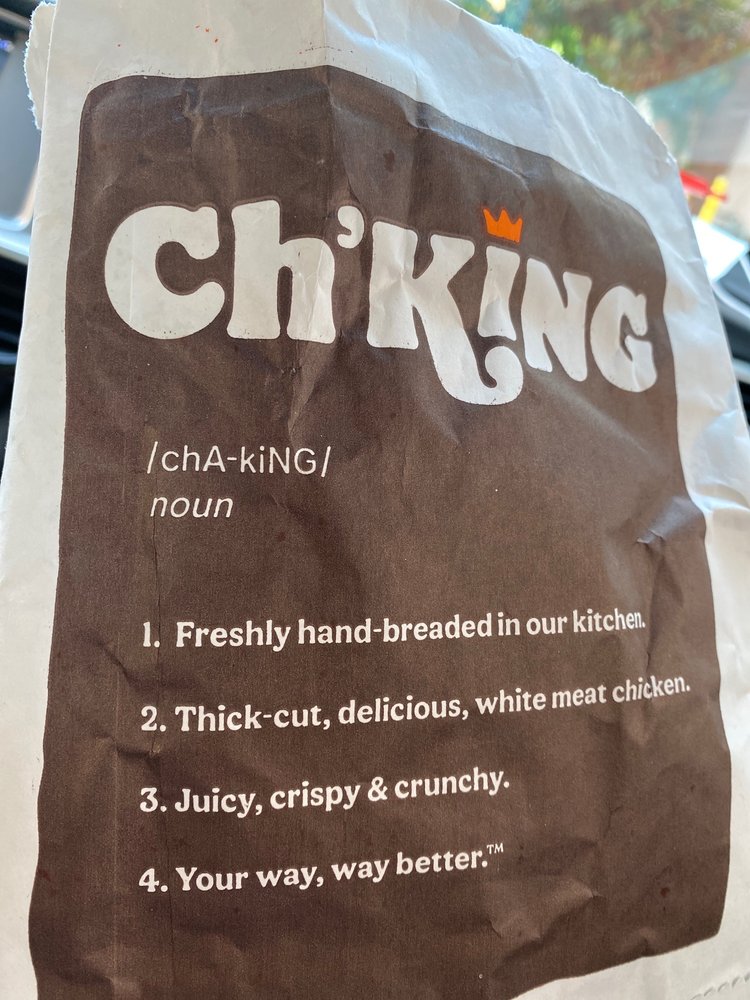 Ch'KiNG
/chA-kiNG/
noun
1. Freshly hand-breaded in our kitchen.
2. Thick-cut, delicious, white meat chicken.
3. Juicy, crispy & crunchy.
4. Your way, way better.™